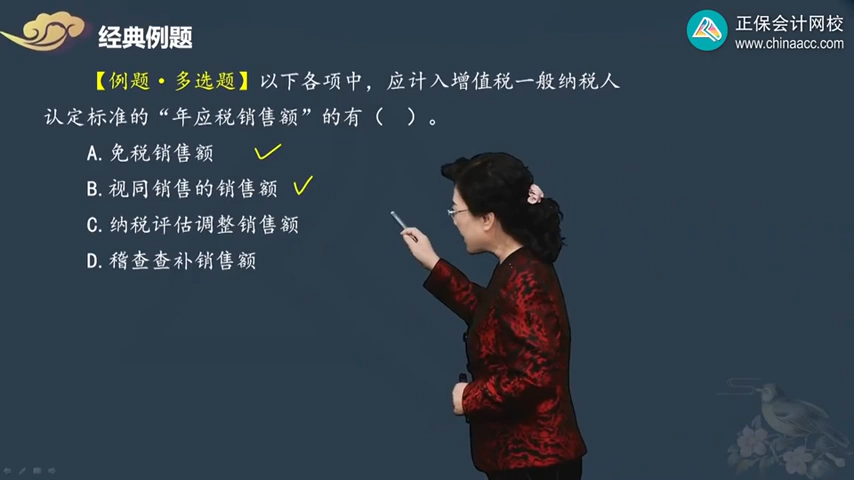 经典例题
正保会计网校
www.chinaacc.com
【例题·多选题】以下各项中，应计入增值税一般纳税人
认定标准的“年应税销售额”的有（ ）。
A.免税销售额
B.视同销售的销售额
C.纳税评估调整销售额
D.稽查查补销售额